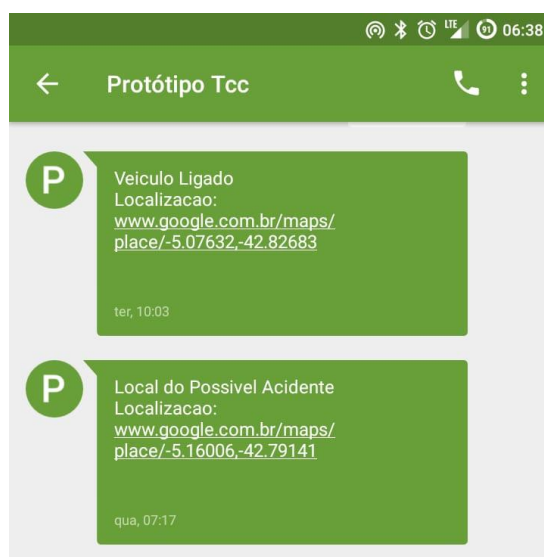 LTE 91 06:38
Protótipo Tcc
P
Veiculo Ligado
Localizacao:
www.google.com.br/maps/
place/-5.07632,-42.82683
ter, 10:03
P
Local do Possivel Acidente
Localizacao:
www.google.com.br/maps/
place/-5.16006,-42.79141
qua, 07:17